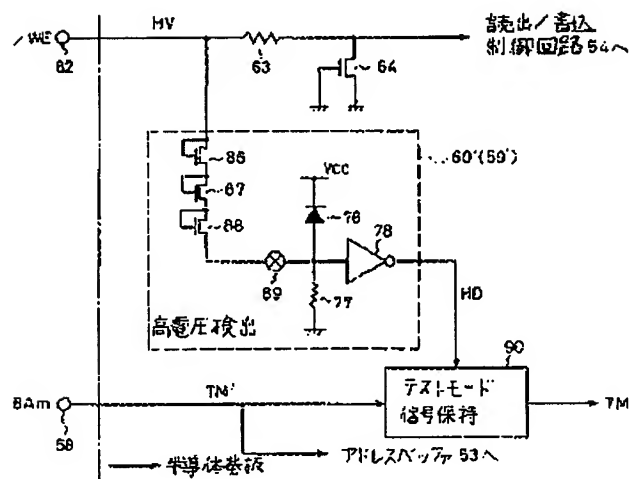 /WE
HV
読出/書込
制御回路54へ
62
63
64
86
60'(59')
67
VCC
88
76
78
89
77
HD
高電圧検出
90
BAm
TM'
テストモード
信号保持
TM
58
半導体基板
アドレスバッファ53へ